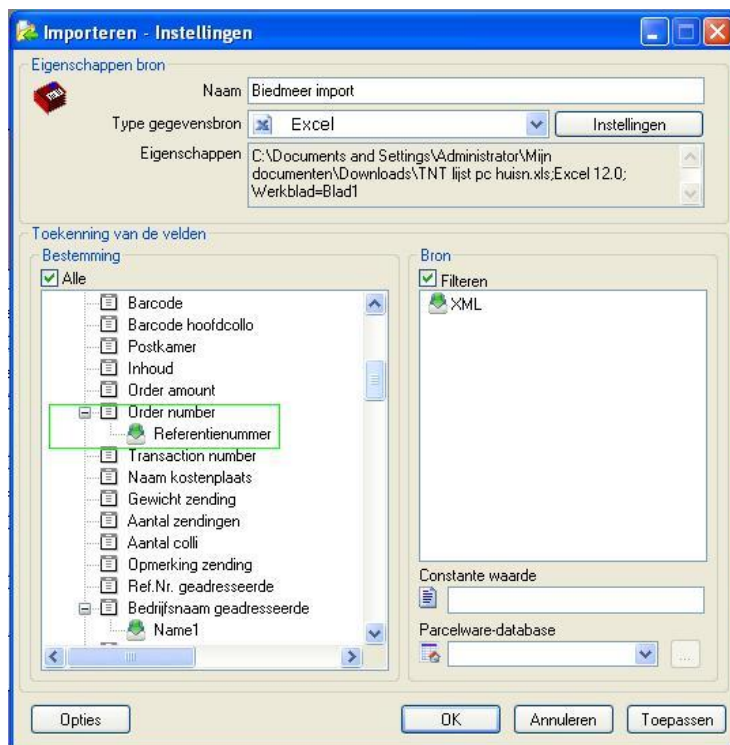 Importeren - Instellingen
Eigenschappen bron
Naam Biedmeer import
Type gegevensbron Excel Instellingen
Eigenschappen C:\Documents and Settings\Administrator\Mijn
documenten\Downloads\TNT lijst pc huisn.xls;Excel 12.0;
Werkblad=Blad1
Toekenning van de velden
Bestemming
Alle
Barcode
Barcode hoofdcollo
Postkamer
Inhoud
Order amount
Order number
Referentienummer
Transaction number
Naam kostenplaats
Gewicht zending
Aantal zendingen
Aantal colli
Opmerking zending
Ref.Nr. geadresseerde
Bedrijfsnaam geadresseerde
Name1
Bron
Filteren
XML
Constante waarde
Parcelware-database
...
Opties OK Annuleren Toepassen